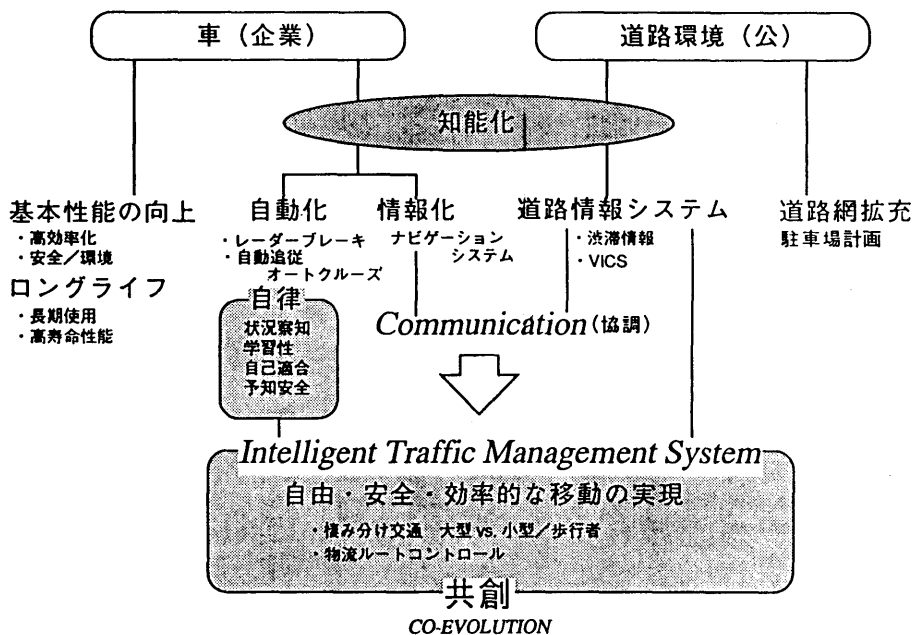 車（企業）
道路環境（公）
知能化
基本性能の向上
・高効率化
・安全／環境
ロングライフ
・長期使用
・高寿命性能
自動化
・レーダーブレーキ
・自動追従
オートクルーズ
自律
状況察知
学習性
自己適合
予知安全
情報化
ナビゲーション
システム
道路情報システム
・渋滞情報
・VICS
道路網拡充
駐車場計画
Communication（協調）
Intelligent Traffic Management System
自由・安全・効率的な移動の実現
・棲み分け交通　大型 vs. 小型／歩行者
・物流ルートコントロール
共創
CO-EVOLUTION